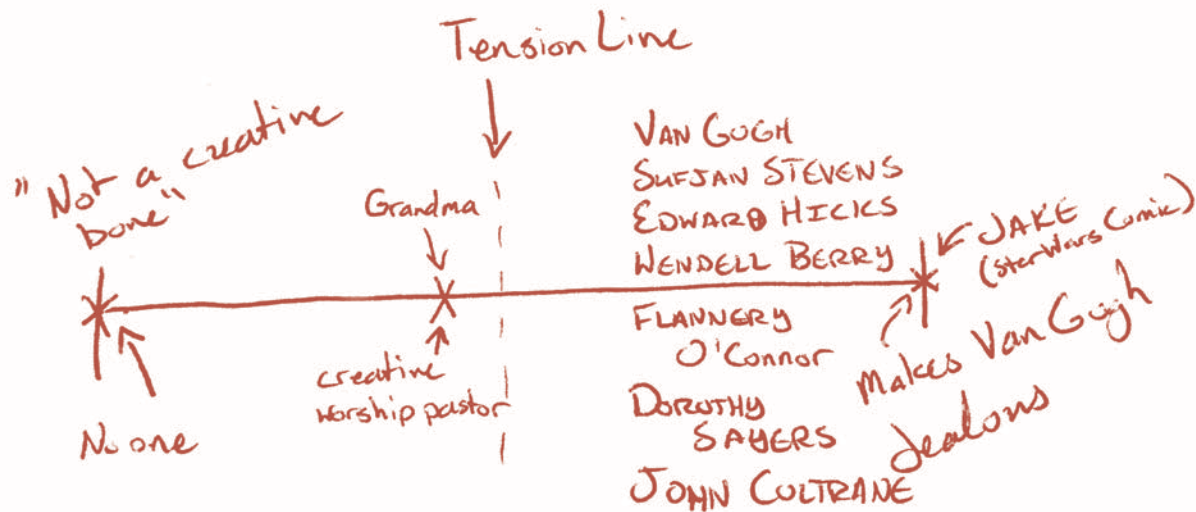 Tension Line
"Not a creative
bone"
Grandma
VAN GOGH
SUFJAN STEVENS
EDWARD HICKS
WENDELL BERRY
JAKE
(Star Wars Comic)
No one
creative
worship pastor
FLANNERY
O'Connor
DOROTHY
SAYERS
JOHN COLTRANE
Makes Van Gogh
Jealous